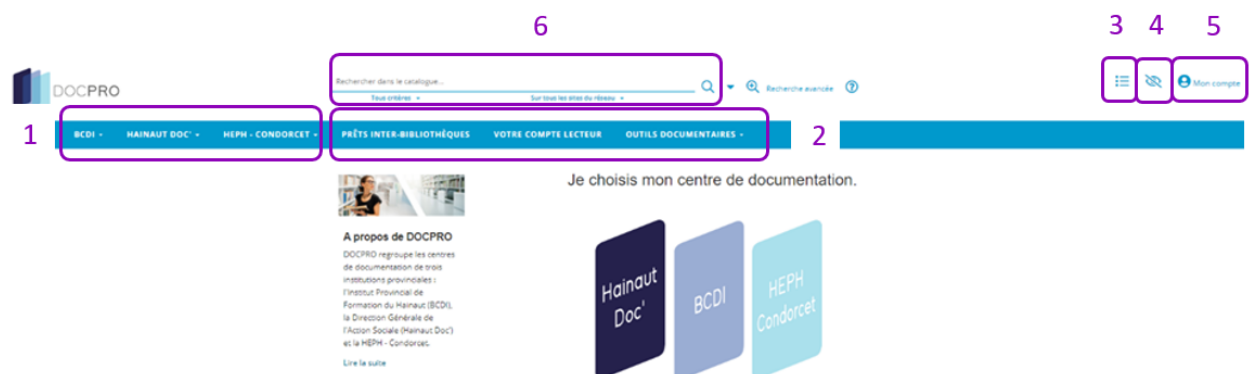 6
3 4 5
Rechercher dans le catalogue...
Tous critères
Sur tous les sites du réseau
Recherche avancée
?
Mon compte
DOCPRO
1
BCDI
HAINAUT DOC'
HEPH - CONDORCET
PRÊTS INTER-BIBLIOTHÈQUES
VOTRE COMPTE LECTEUR
OUTILS DOCUMENTAIRES
2
Je choisis mon centre de documentation.
A propos de DOCPRO
DOCPRO regroupe les centres
de documentation de trois
institutions provinciales :
l'Institut Provincial de
Formation du Hainaut (BCDI),
la Direction Générale de
l'Action Sociale (Hainaut Doc')
et la HEPH - Condorcet.
Lire la suite
Hainaut
Doc'
BCDI
HEPH
Condorcet